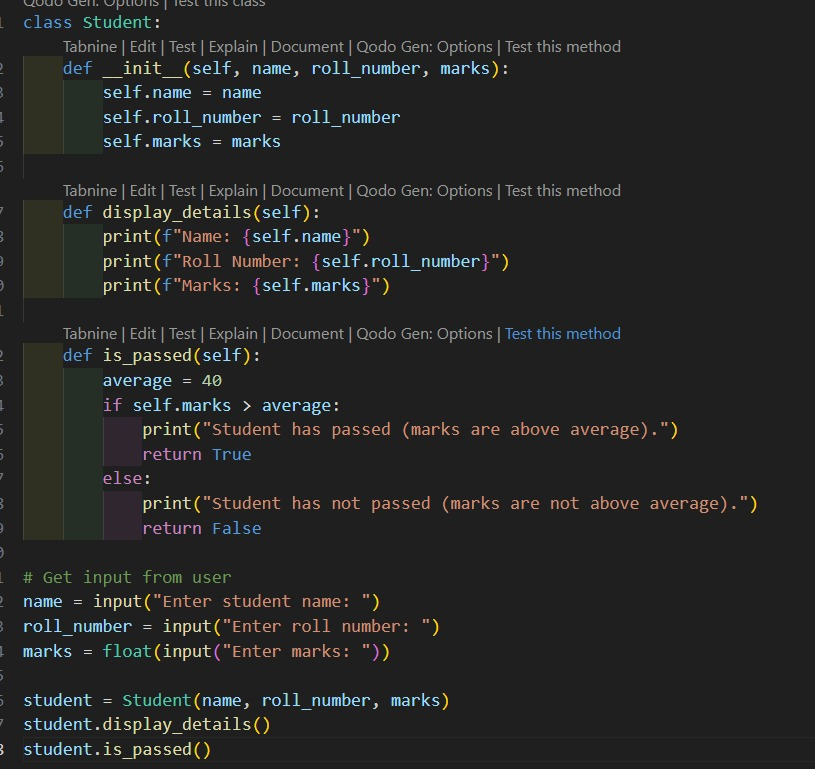 Qodo Gen: Options | Test this class
class Student:
Tabnine | Edit | Test | Explain | Document | Qodo Gen: Options | Test this method
    def __init__(self, name, roll_number, marks):
        self.name = name
        self.roll_number = roll_number
        self.marks = marks
Tabnine | Edit | Test | Explain | Document | Qodo Gen: Options | Test this method
    def display_details(self):
        print(f"Name: {self.name}")
        print(f"Roll Number: {self.roll_number}")
        print(f"Marks: {self.marks}")
Tabnine | Edit | Test | Explain | Document | Qodo Gen: Options | Test this method
    def is_passed(self):
        average = 40
        if self.marks > average:
            print("Student has passed (marks are above average).")
            return True
        else:
            print("Student has not passed (marks are not above average).")
            return False
# Get input from user
name = input("Enter student name: ")
roll_number = input("Enter roll number: ")
marks = float(input("Enter marks: "))
student = Student(name, roll_number, marks)
student.display_details()
student.is_passed()